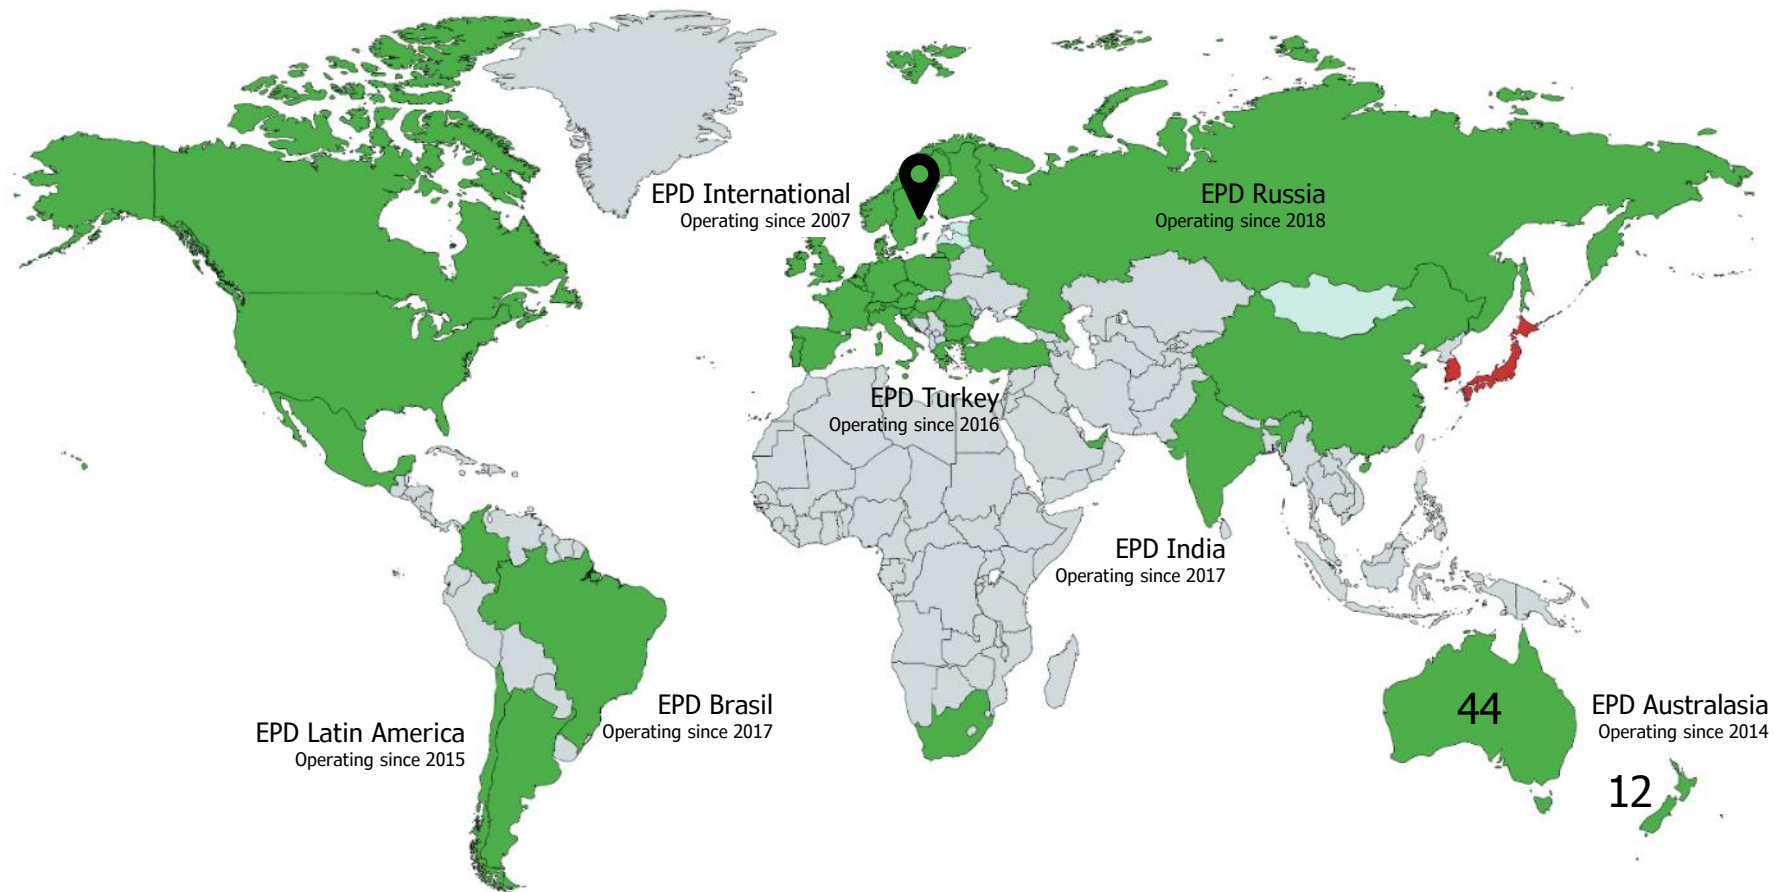 EPD International
Operating since 2007
EPD Russia
Operating since 2018
EPD Turkey
Operating since 2016
EPD India
Operating since 2017
EPD Latin America
Operating since 2015
EPD Brasil
Operating since 2017
44
EPD Australasia
Operating since 2014
12